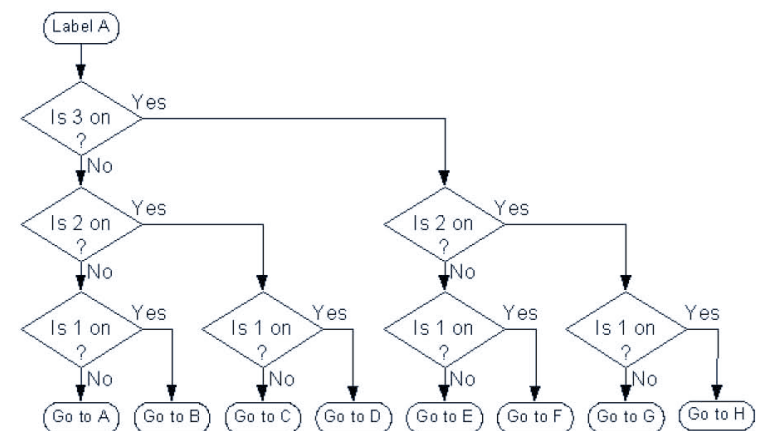 Label A
Yes
Is 3 on
?
No
Yes
Yes
Is 2 on
?
Is 2 on
?
No
No
Yes
Yes
Yes
Yes
Is 1 on
?
Is 1 on
?
Is 1 on
?
Is 1 on
?
No
No
No
No
Go to A
Go to B
Go to C
Go to D
Go to E
Go to F
Go to G
Go to H